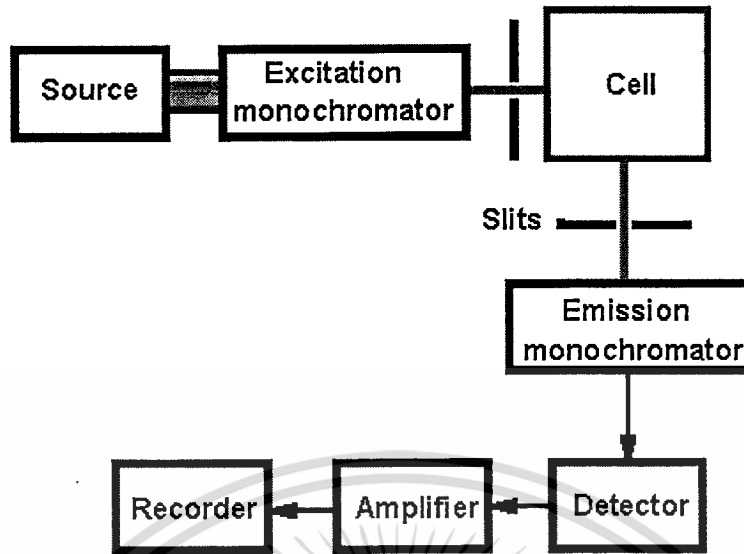 Source
Excitation
monochromator
Cell
Slits
Emission
monochromator
Recorder
Amplifier
Detector